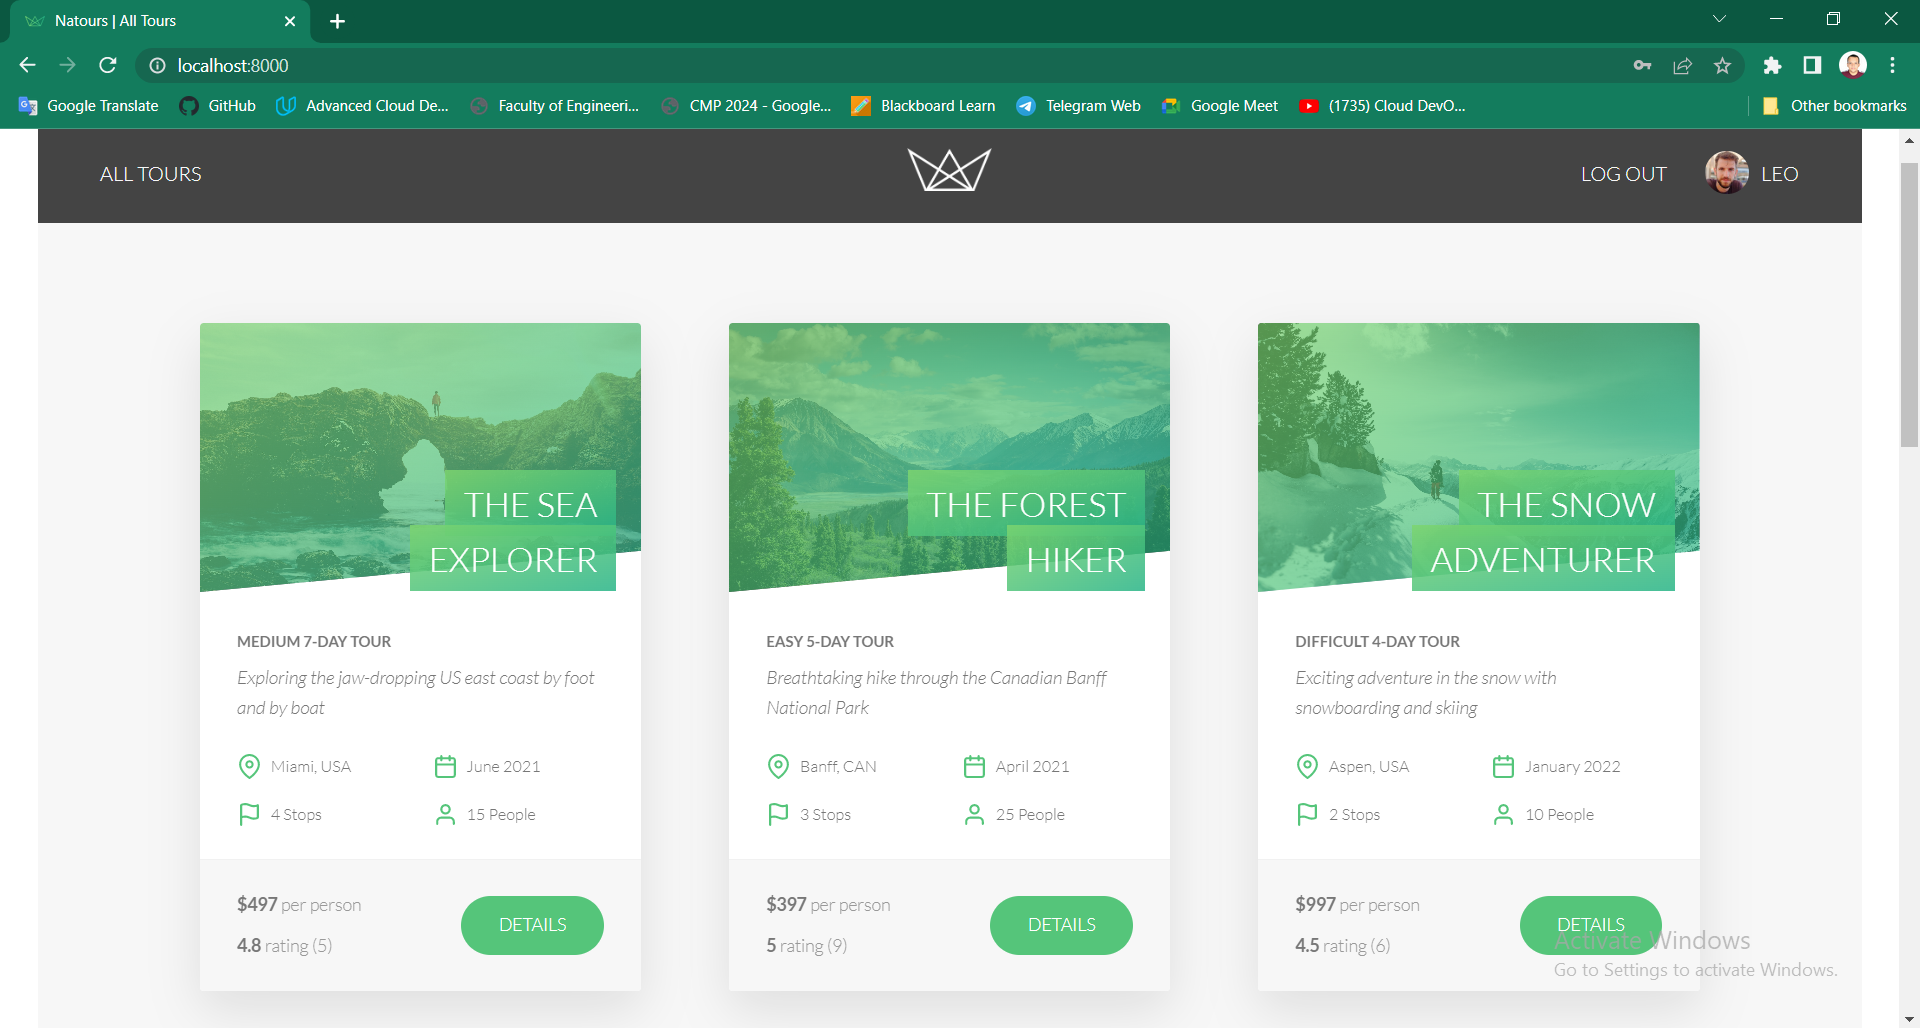 Natours | All Tours
localhost:8000
Google Translate
GitHub
Advanced Cloud De...
Faculty of Engineeri...
CMP 2024 - Google...
Blackboard Learn
Telegram Web
Google Meet
(1735) Cloud DevO...
Other bookmarks
ALL TOURS
LOG OUT
LEO
THE SEA
EXPLORER
MEDIUM 7-DAY TOUR
Exploring the jaw-dropping US east coast by foot
and by boat
Miami, USA
June 2021
4 Stops
15 People
$497 per person
4.8 rating (5)
DETAILS
THE FOREST
HIKER
EASY 5-DAY TOUR
Breathtaking hike through the Canadian Banff
National Park
Banff, CAN
April 2021
3 Stops
25 People
$397 per person
5 rating (9)
DETAILS
THE SNOW
ADVENTURER
DIFFICULT 4-DAY TOUR
Exciting adventure in the snow with
snowboarding and skiing
Aspen, USA
January 2022
2 Stops
10 People
$997 per person
4.5 rating (6)
DETAILS
Activate Windows
Go to Settings to activate Windows.